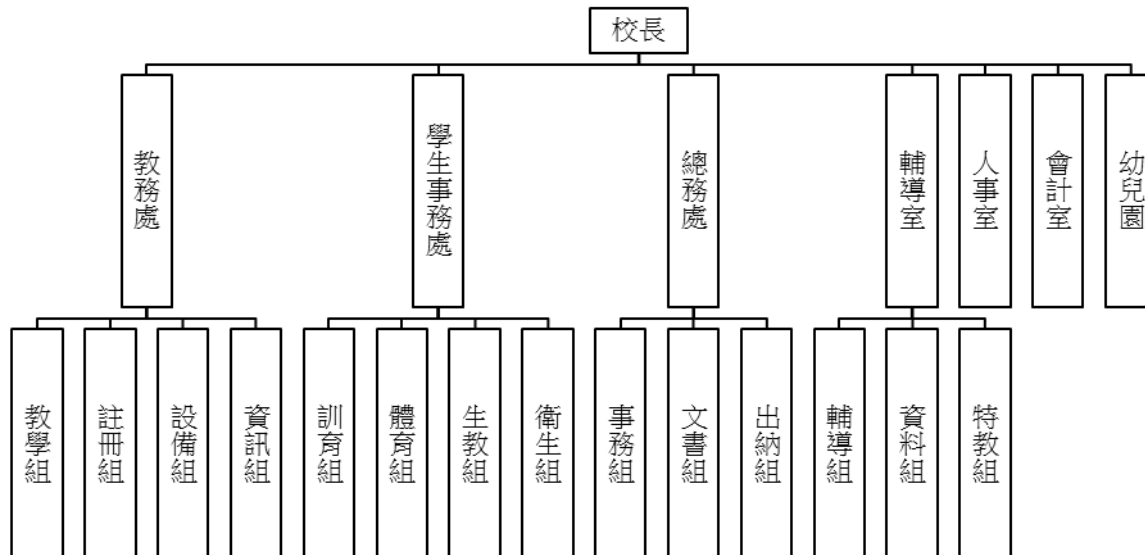 校長
教務處
學生事務處
總務處
輔導室
人事室
會計室
幼兒園
教學組
註冊組
設備組
資訊組
訓育組
體育組
生教組
衛生組
事務組
文書組
出納組
輔導組
資料組
特教組